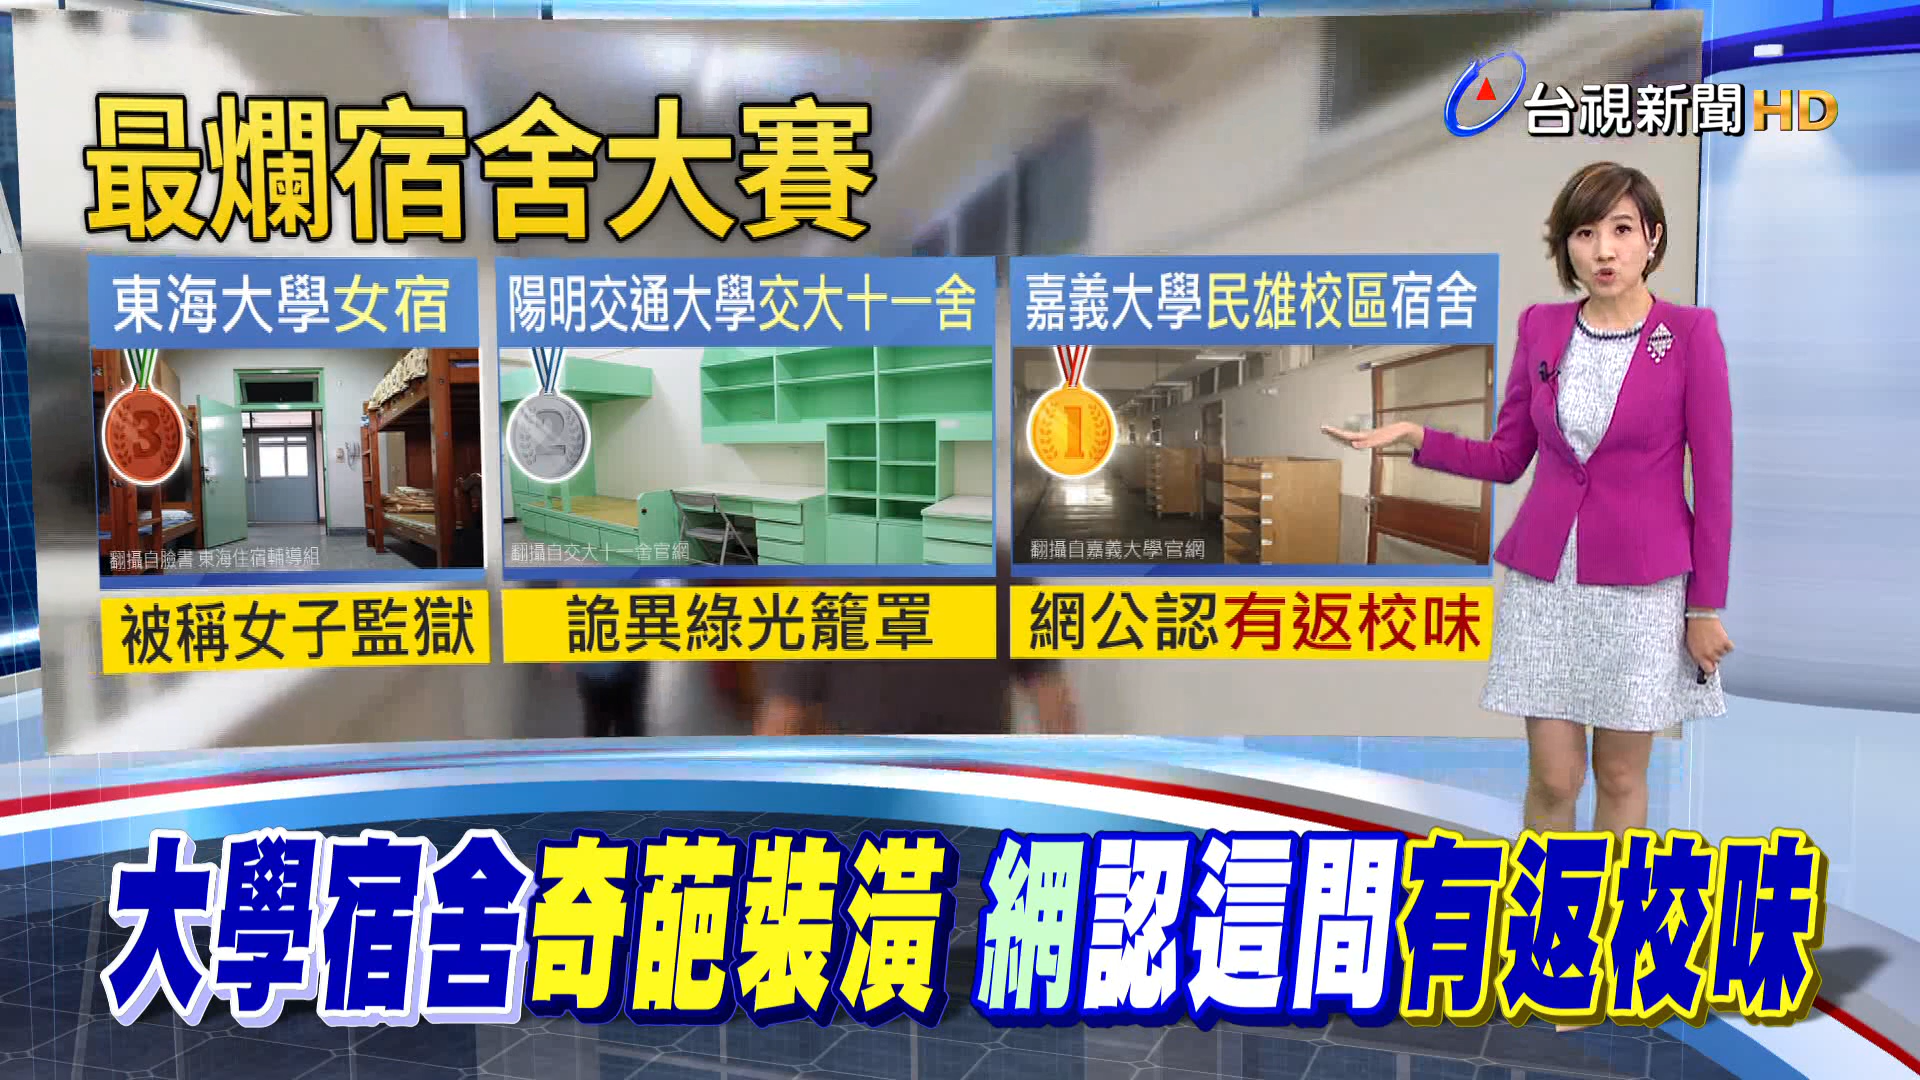 台視新聞HD
最爛宿舍大賽
東海大學女宿
陽明交通大學交大十一舍
嘉義大學民雄校區宿舍
3
2
1
翻攝自臉書 東海住宿輔導組
翻攝自交大十一舍官網
翻攝自嘉義大學官網
被稱女子監獄
詭異綠光籠罩
網公認有返校味
大學宿舍奇葩裝潢 網認這間有返校味